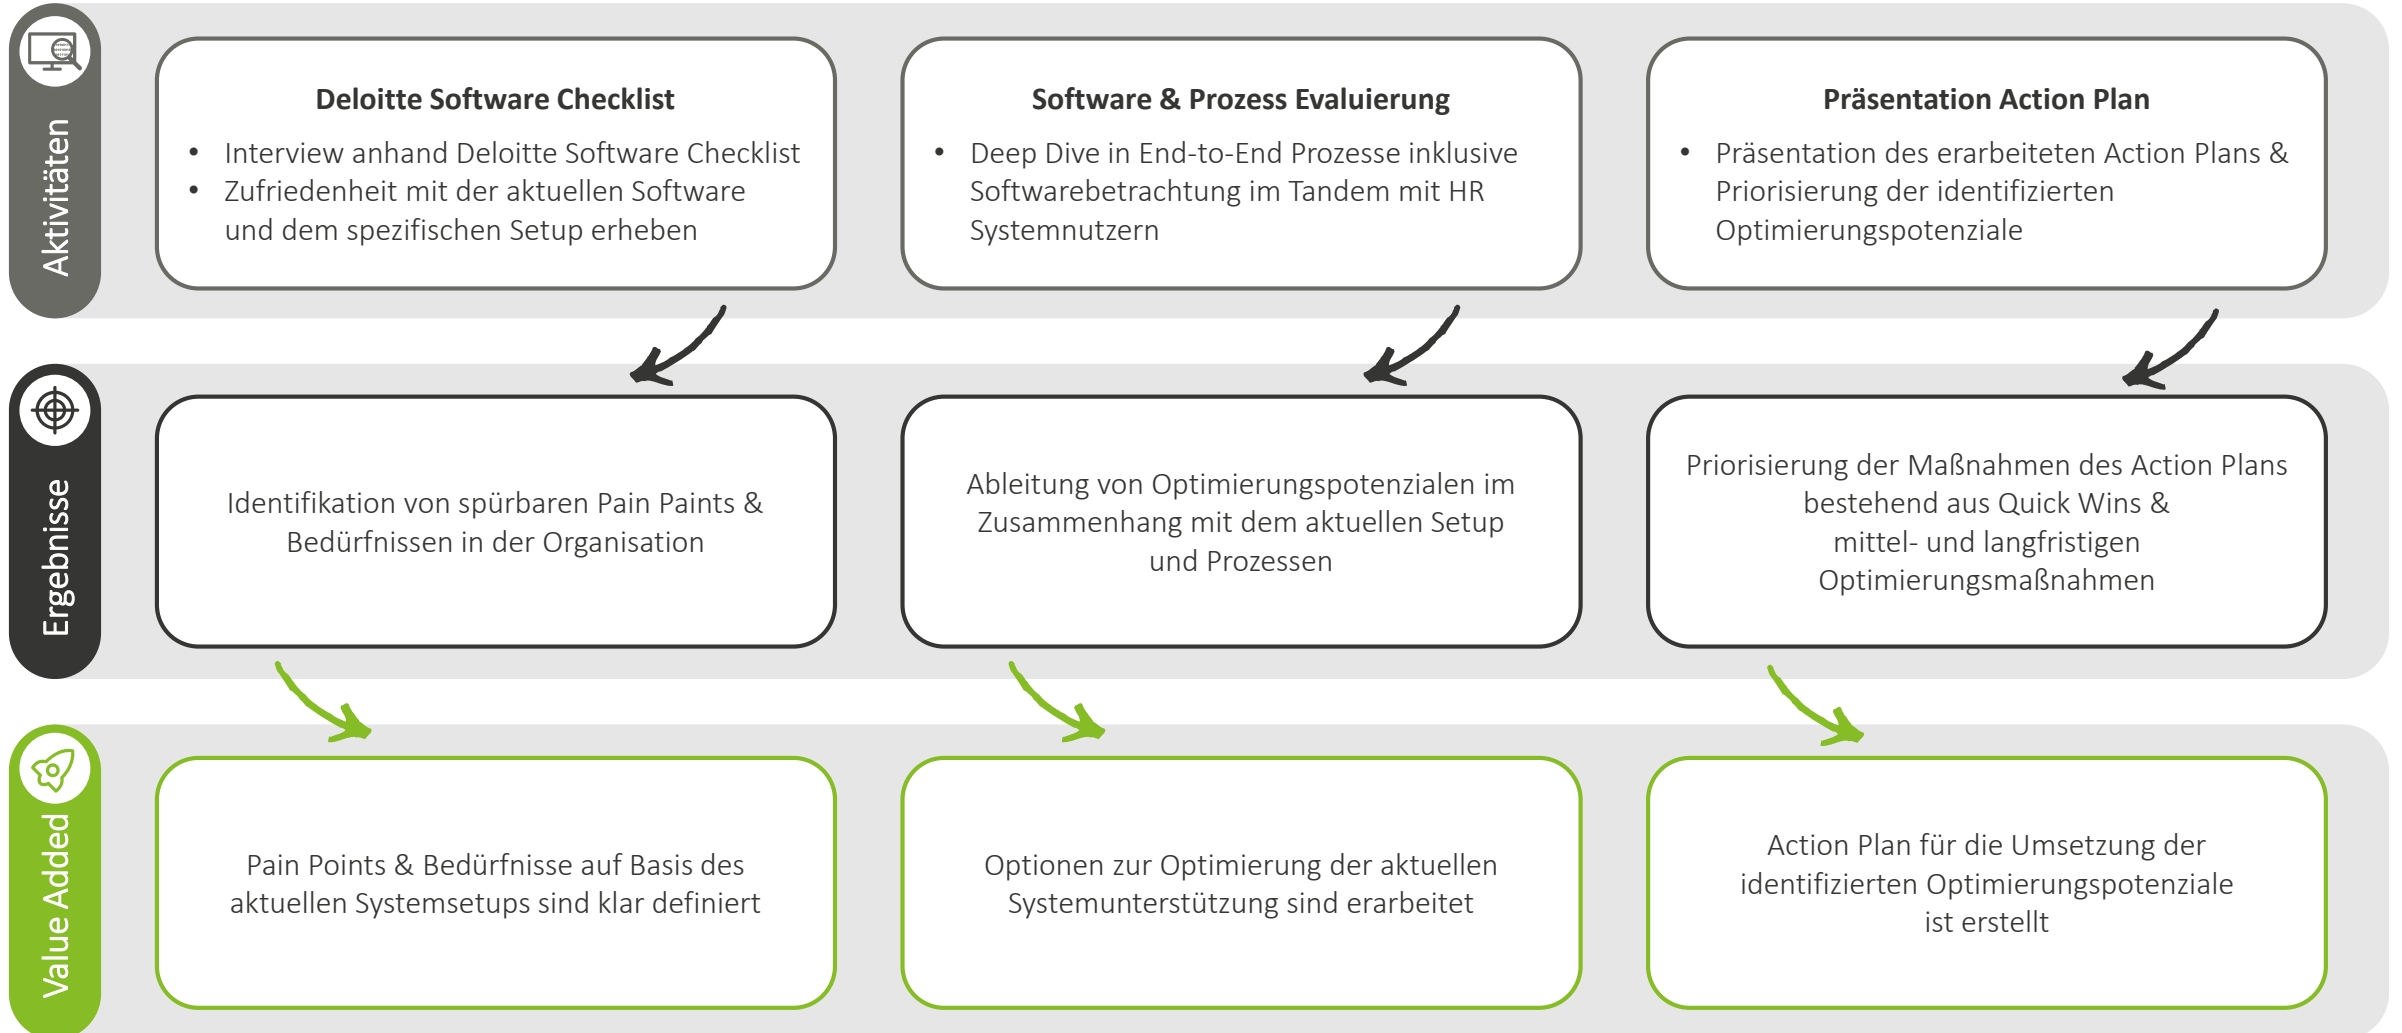 Aktivitäten
Deloitte Software Checklist
• Interview anhand Deloitte Software Checklist
• Zufriedenheit mit der aktuellen Software
und dem spezifischen Setup erheben
Software & Prozess Evaluierung
• Deep Dive in End-to-End Prozesse inklusive
Softwarebetrachtung im Tandem mit HR
Systemnutzern
Präsentation Action Plan
• Präsentation des erarbeiteten Action Plans &
Priorisierung der identifizierten
Optimierungspotenziale
Ergebnisse
Identifikation von spürbaren Pain Paints &
Bedürfnissen in der Organisation
Ableitung von Optimierungspotenzialen im
Zusammenhang mit dem aktuellen Setup
und Prozessen
Priorisierung der Maßnahmen des Action Plans
bestehend aus Quick Wins &
mittel- und langfristigen
Optimierungsmaßnahmen
Value Added
Pain Points & Bedürfnisse auf Basis des
aktuellen Systemsetups sind klar definiert
Optionen zur Optimierung der aktuellen
Systemunterstützung sind erarbeitet
Action Plan für die Umsetzung der
identifizierten Optimierungspotenziale
ist erstellt